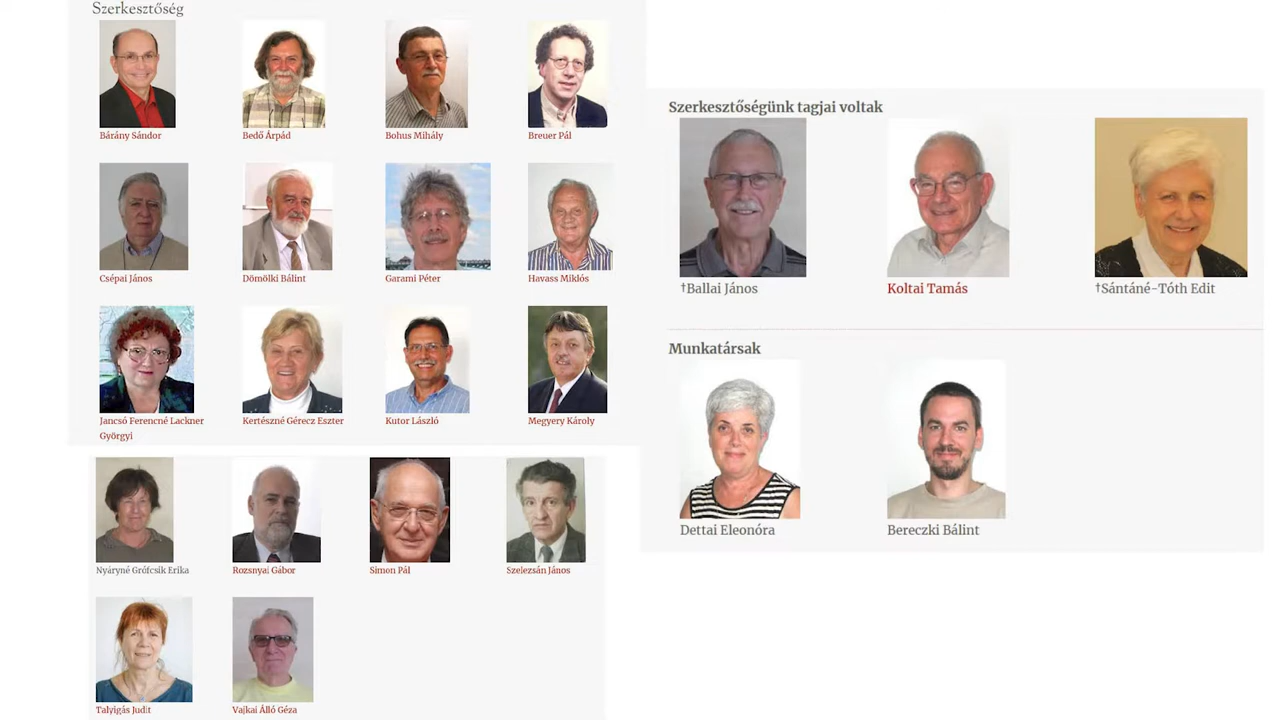 Szerkesztőség
Bárány Sándor
Bedő Árpád
Bohus Mihály
Breuer Pál
Csépai János
Dömölki Bálint
Garami Péter
Havass Miklós
Jancsó Ferencné Lackner
Györgyi
Kertészné Gérecz Eszter
Kutor László
Megyery Károly
Nyáryné Grófcsik Erika
Rozsnyai Gábor
Simon Pál
Szelezsán János
Talyigás Judit
Vajkai Álló Géza
Szerkesztőségünk tagjai voltak
†Ballai János
Koltai Tamás
†Sántáné-Tóth Edit
Munkatársak
Dettai Eleonóra
Bereczki Bálint